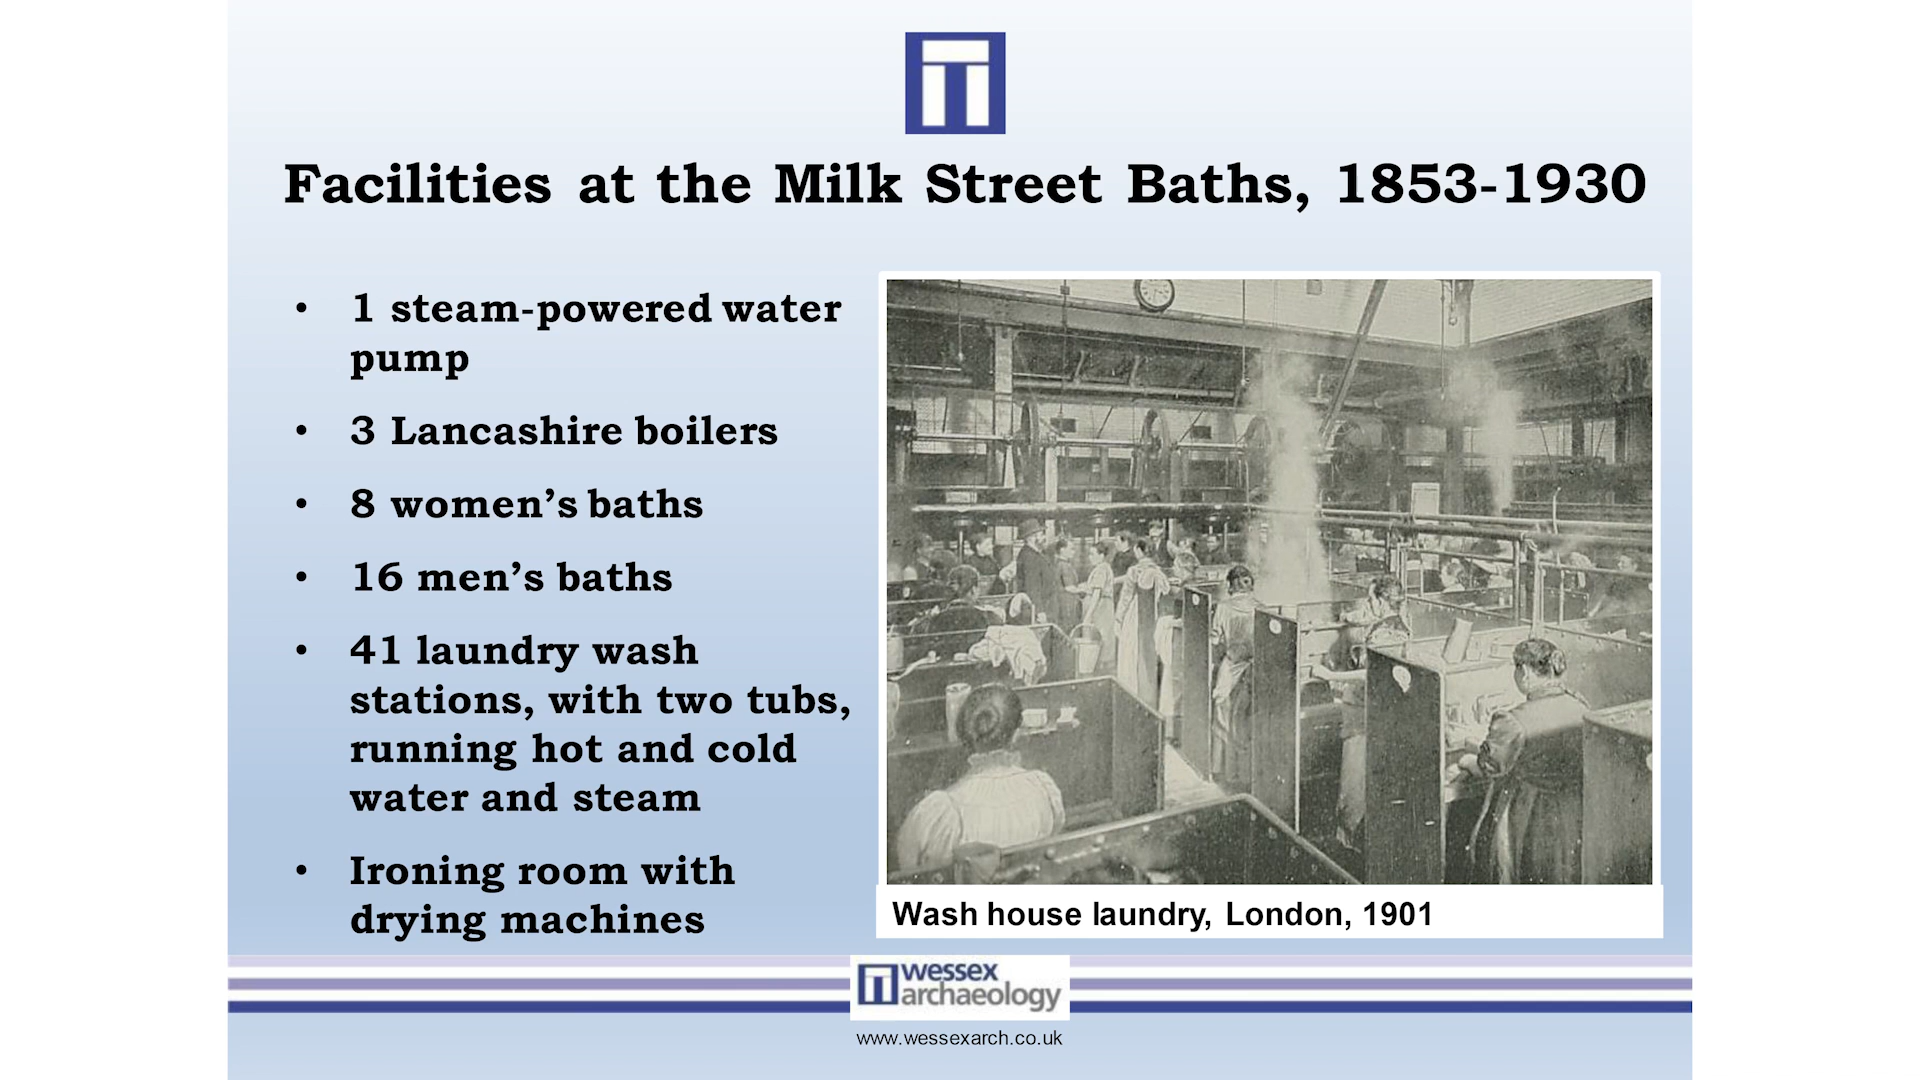 Facilities at the Milk Street Baths, 1853-1930
• 1 steam-powered water
pump
• 3 Lancashire boilers
• 8 women’s baths
• 16 men’s baths
• 41 laundry wash
stations, with two tubs,
running hot and cold
water and steam
• Ironing room with
drying machines
Wash house laundry, London, 1901
wessex
archaeology
www.wessexarch.co.uk